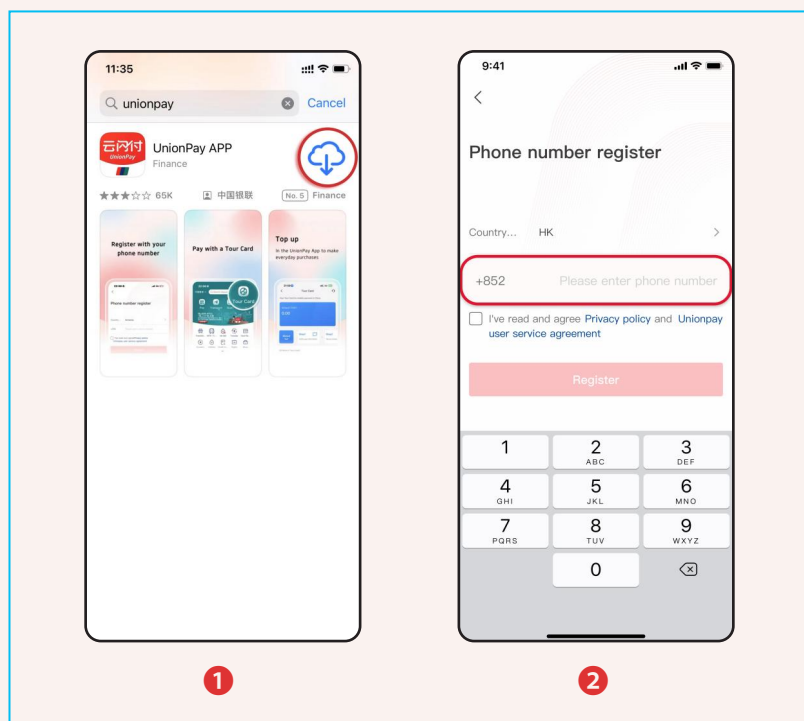 11:35
unionpay
Cancel
云闪付
UnionPay
UnionPay APP
Finance
65K
中国银联
No. 5 Finance
Register with your
phone number
Phone number register
Pay with a Tour Card
Tour Card
Top up
in the UnionPay App to make
everyday purchases
Tour Card
1
9:41
Phone number register
Country... HK
+852 Please enter phone number
I've read and agree Privacy policy and Unionpay
user service agreement
Register
1 2 3
ABC DEF
4 5 6
GHI JKL MNO
7 8 9
PQRS TUV WXYZ
0
2